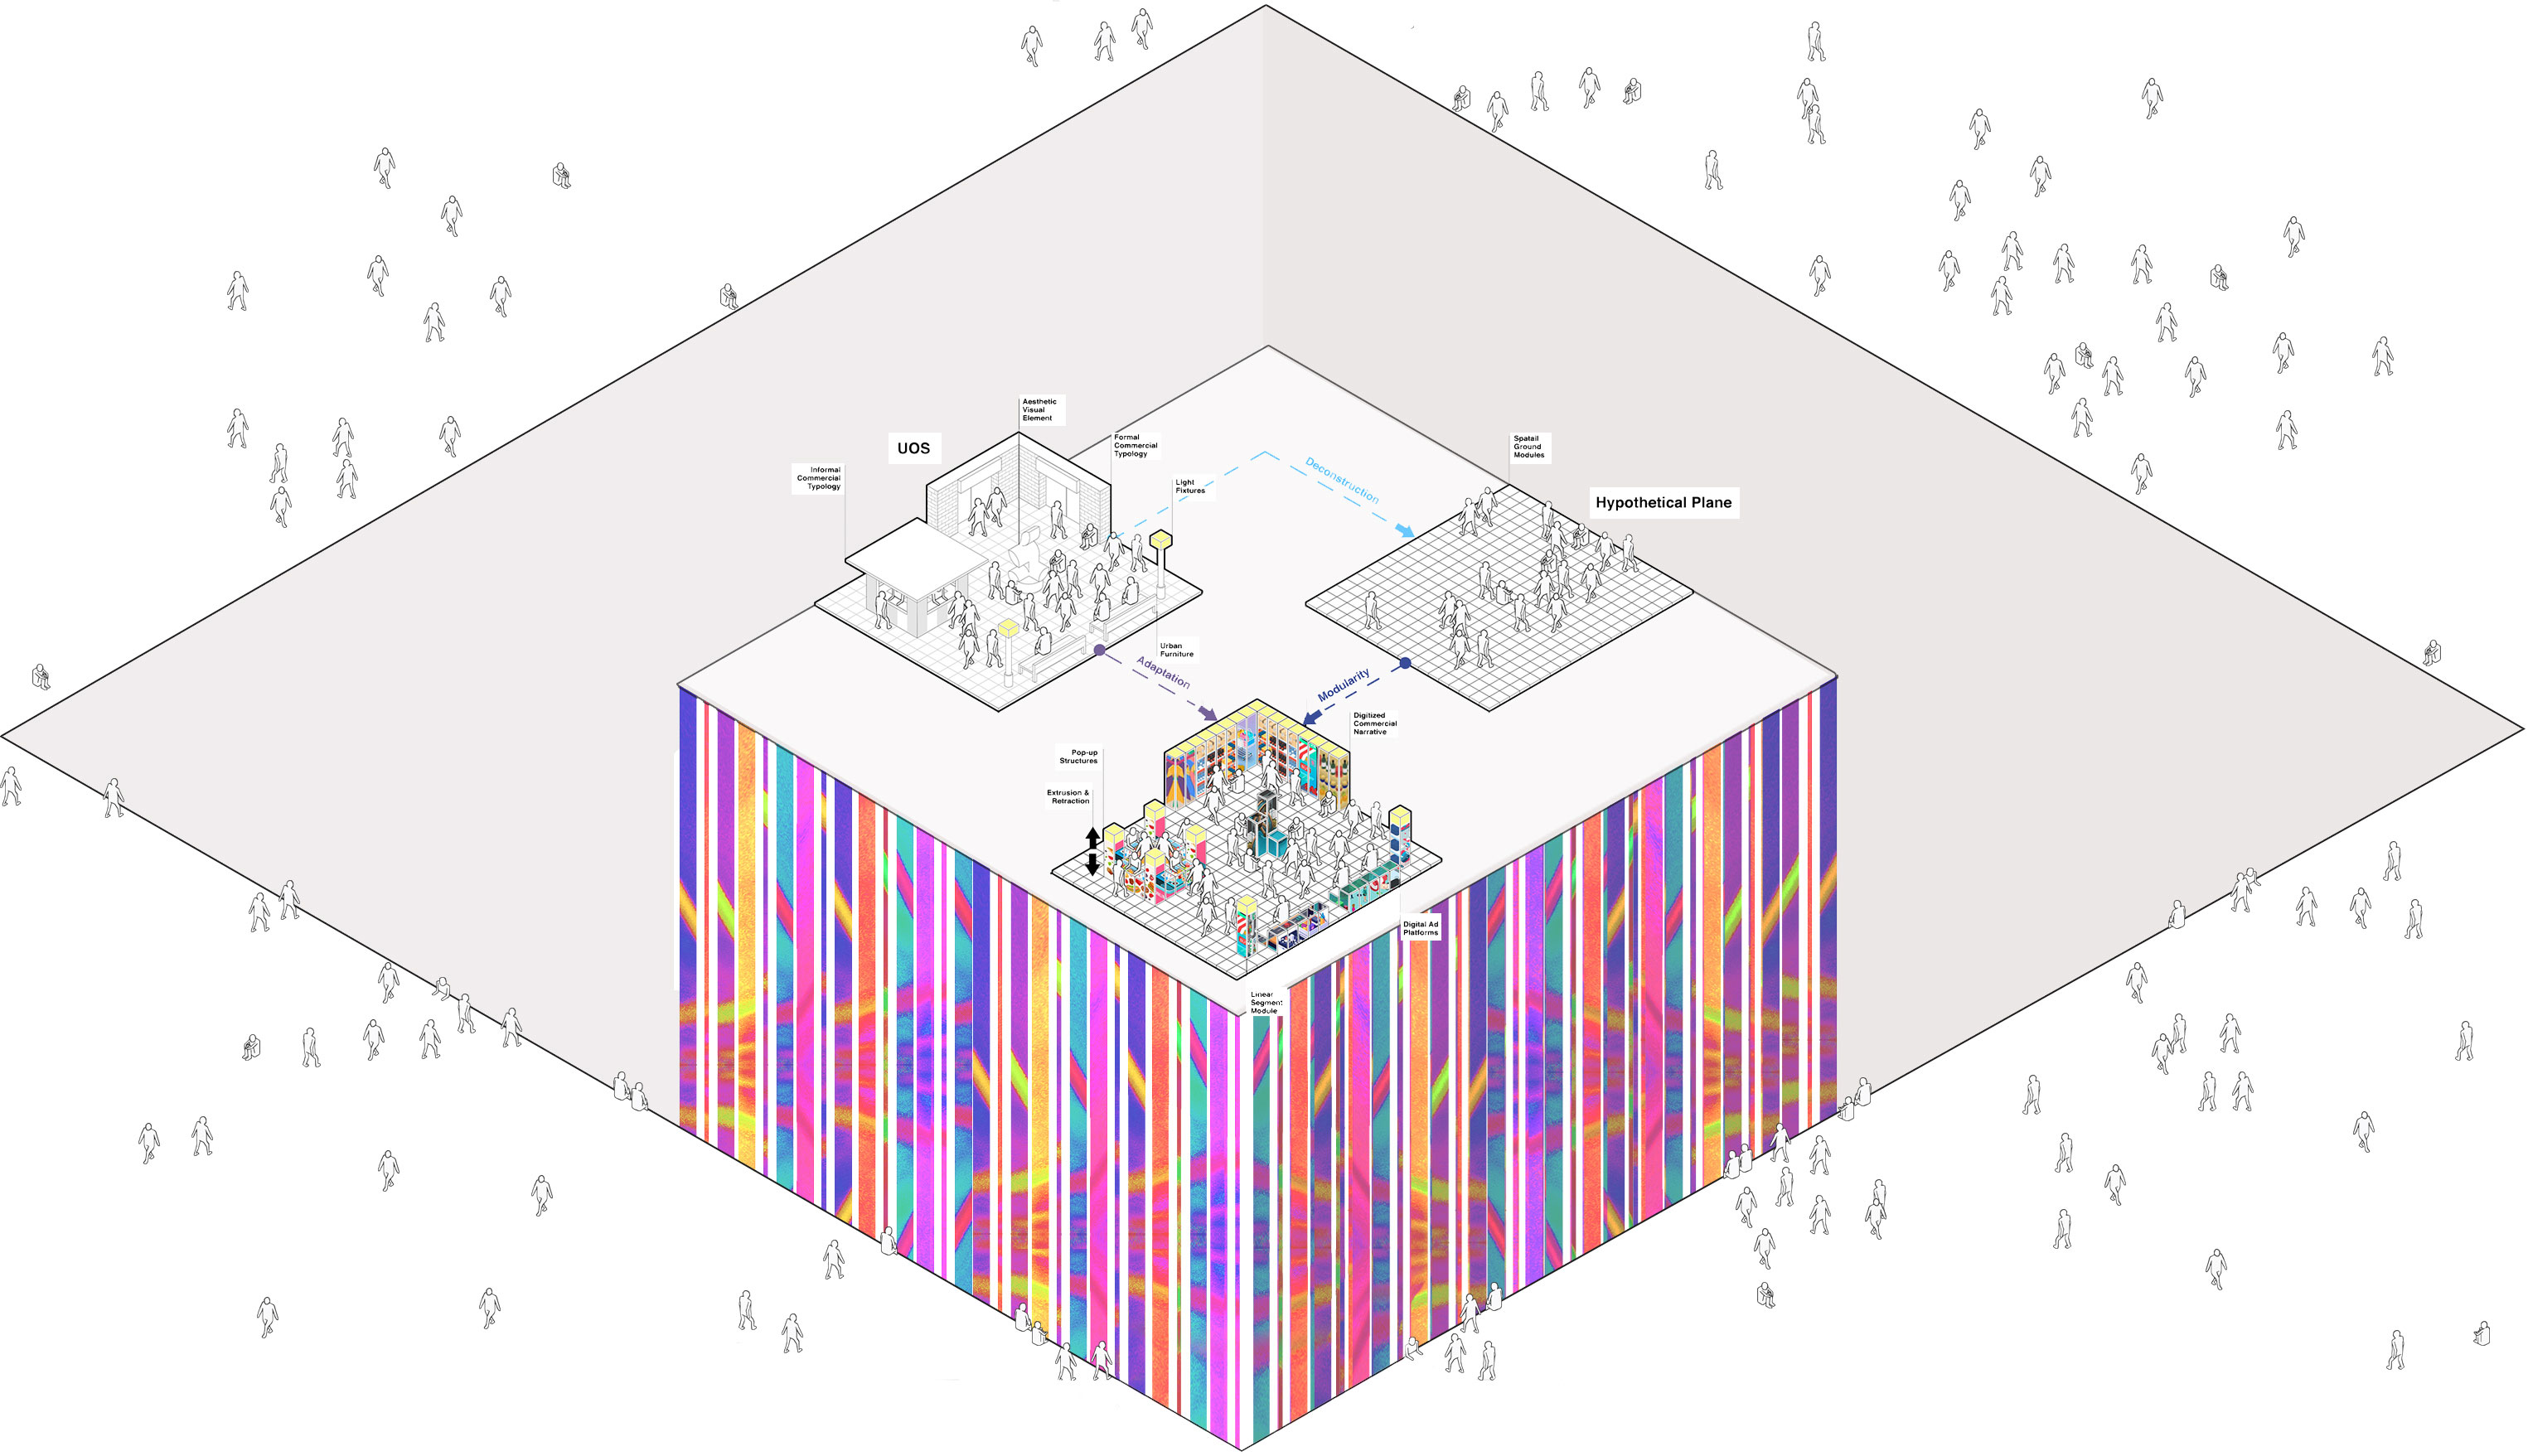 Aesthetic
Visual
Element
UOS
Formal
Commercial
Typology
Informal
Commercial
Typology
Light
Fixtures
Deconstruction
Spatail
Ground
Modules
Hypothetical Plane
Urban
Furniture
Adaptation
Modularity
Digitized
Commercial
Narrative
Pop-up
Structures
Extrusion &
Retraction
Digital Ad
Platforms
Linear
Segment
Module